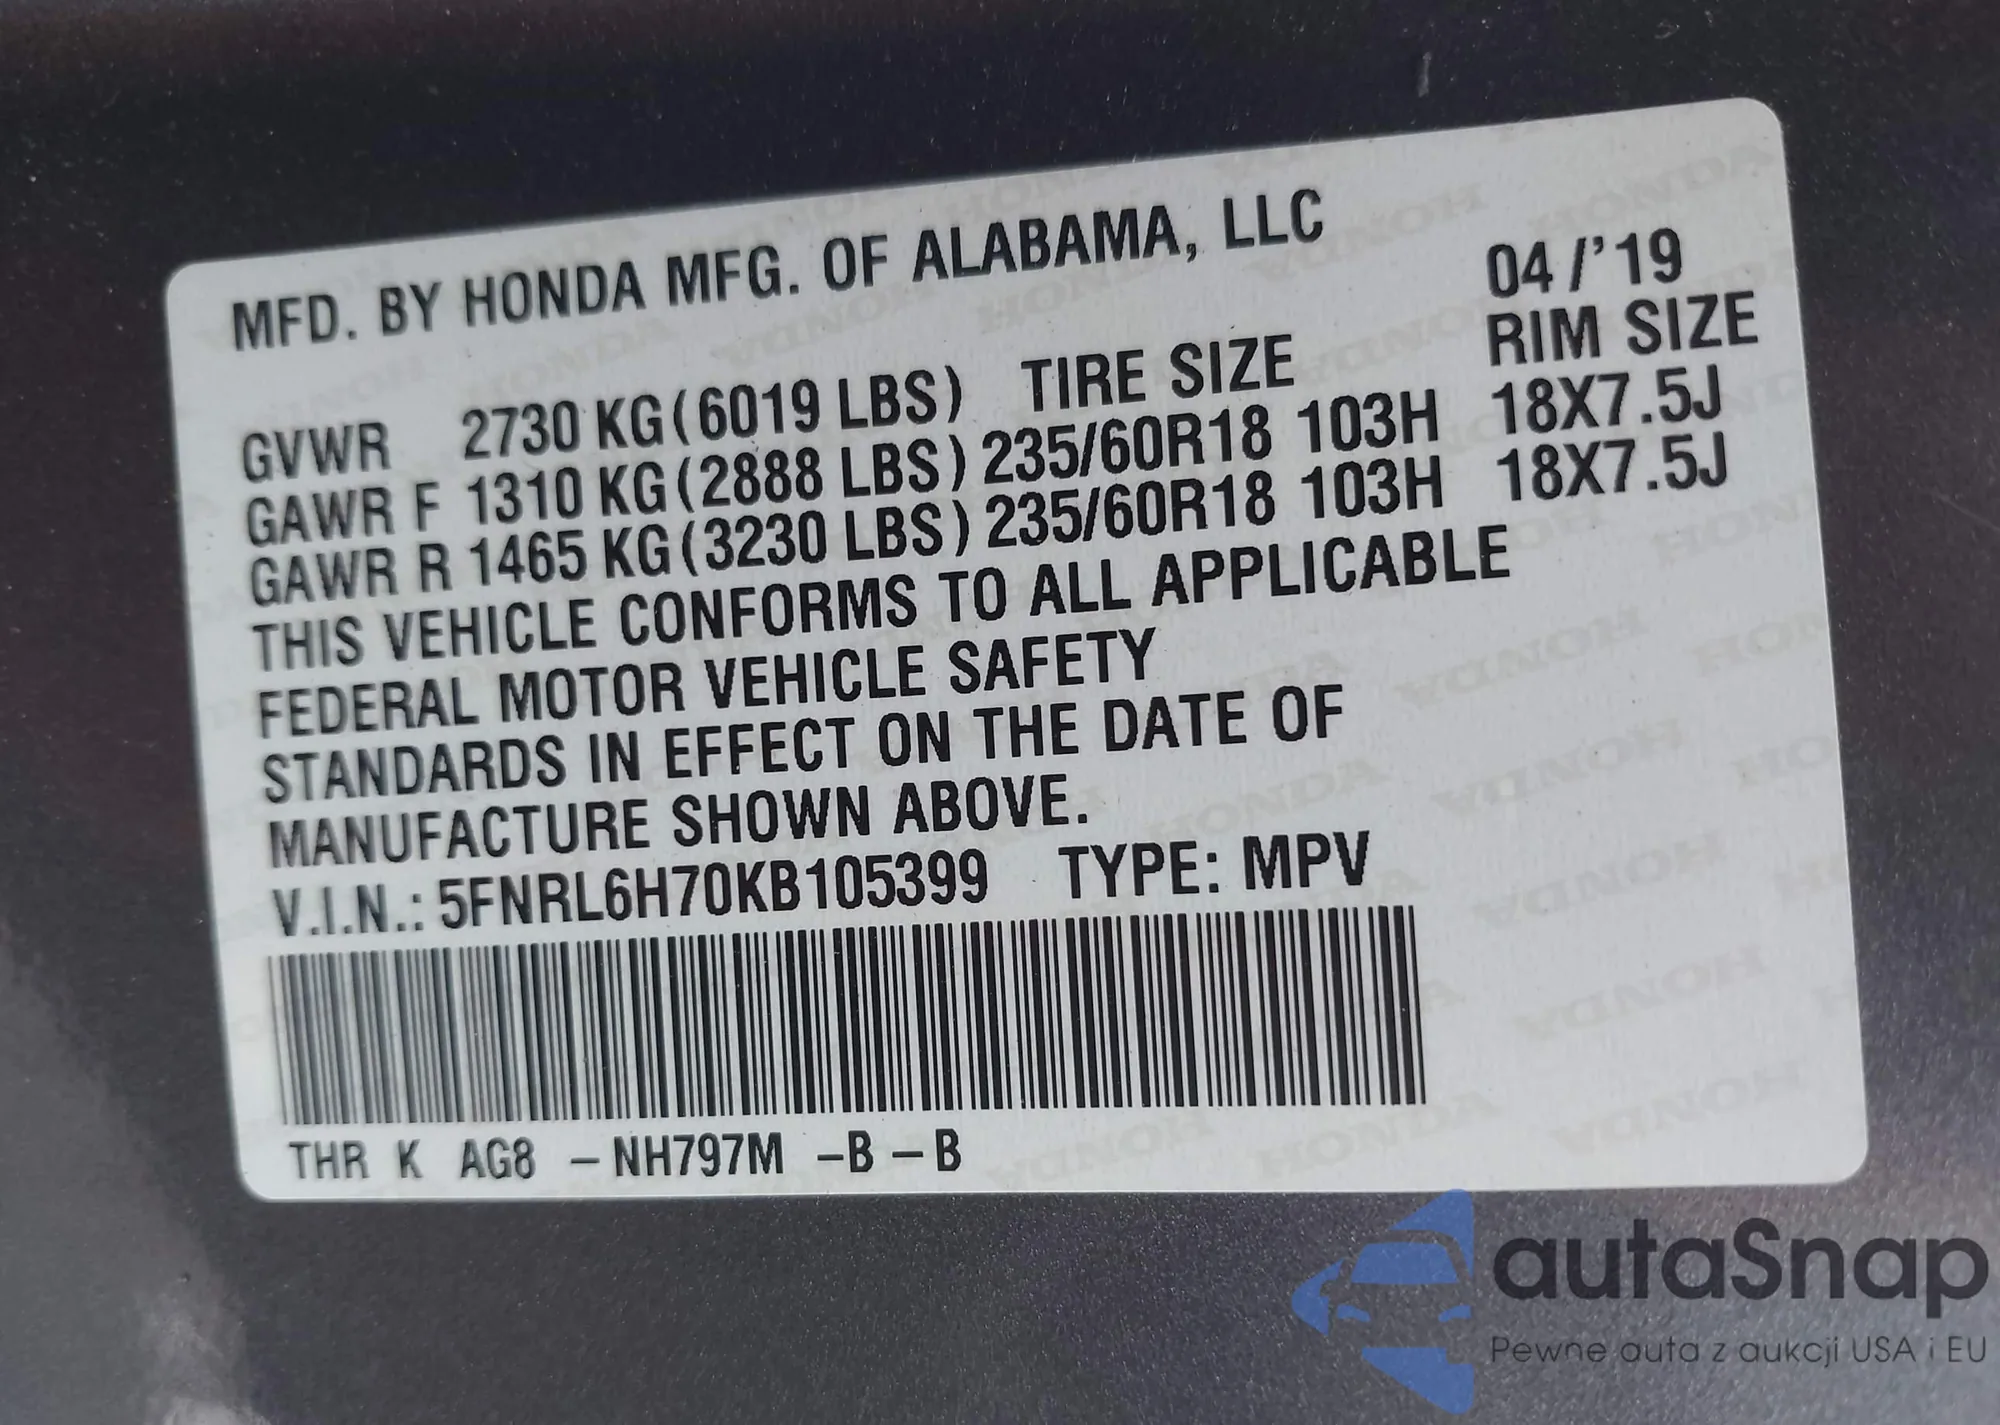 MFD. BY HONDA MFG. OF ALABAMA, LLC
04/'19
GVWR 2730 KG(6019 LBS) TIRE SIZE RIM SIZE
GAWR F 1310 KG(2888 LBS) 235/60R18 103H 18X7.5J
GAWR R 1465 KG(3230 LBS) 235/60R18 103H 18X7.5J
THIS VEHICLE CONFORMS TO ALL APPLICABLE
FEDERAL MOTOR VEHICLE SAFETY
STANDARDS IN EFFECT ON THE DATE OF
MANUFACTURE SHOWN ABOVE.
V.I.N.: 5FNRL6H70KB105399 TYPE: MPV
THR K AG8 –NH797M –B–B
autaSnap
Pewne auta z aukcji USA i EU